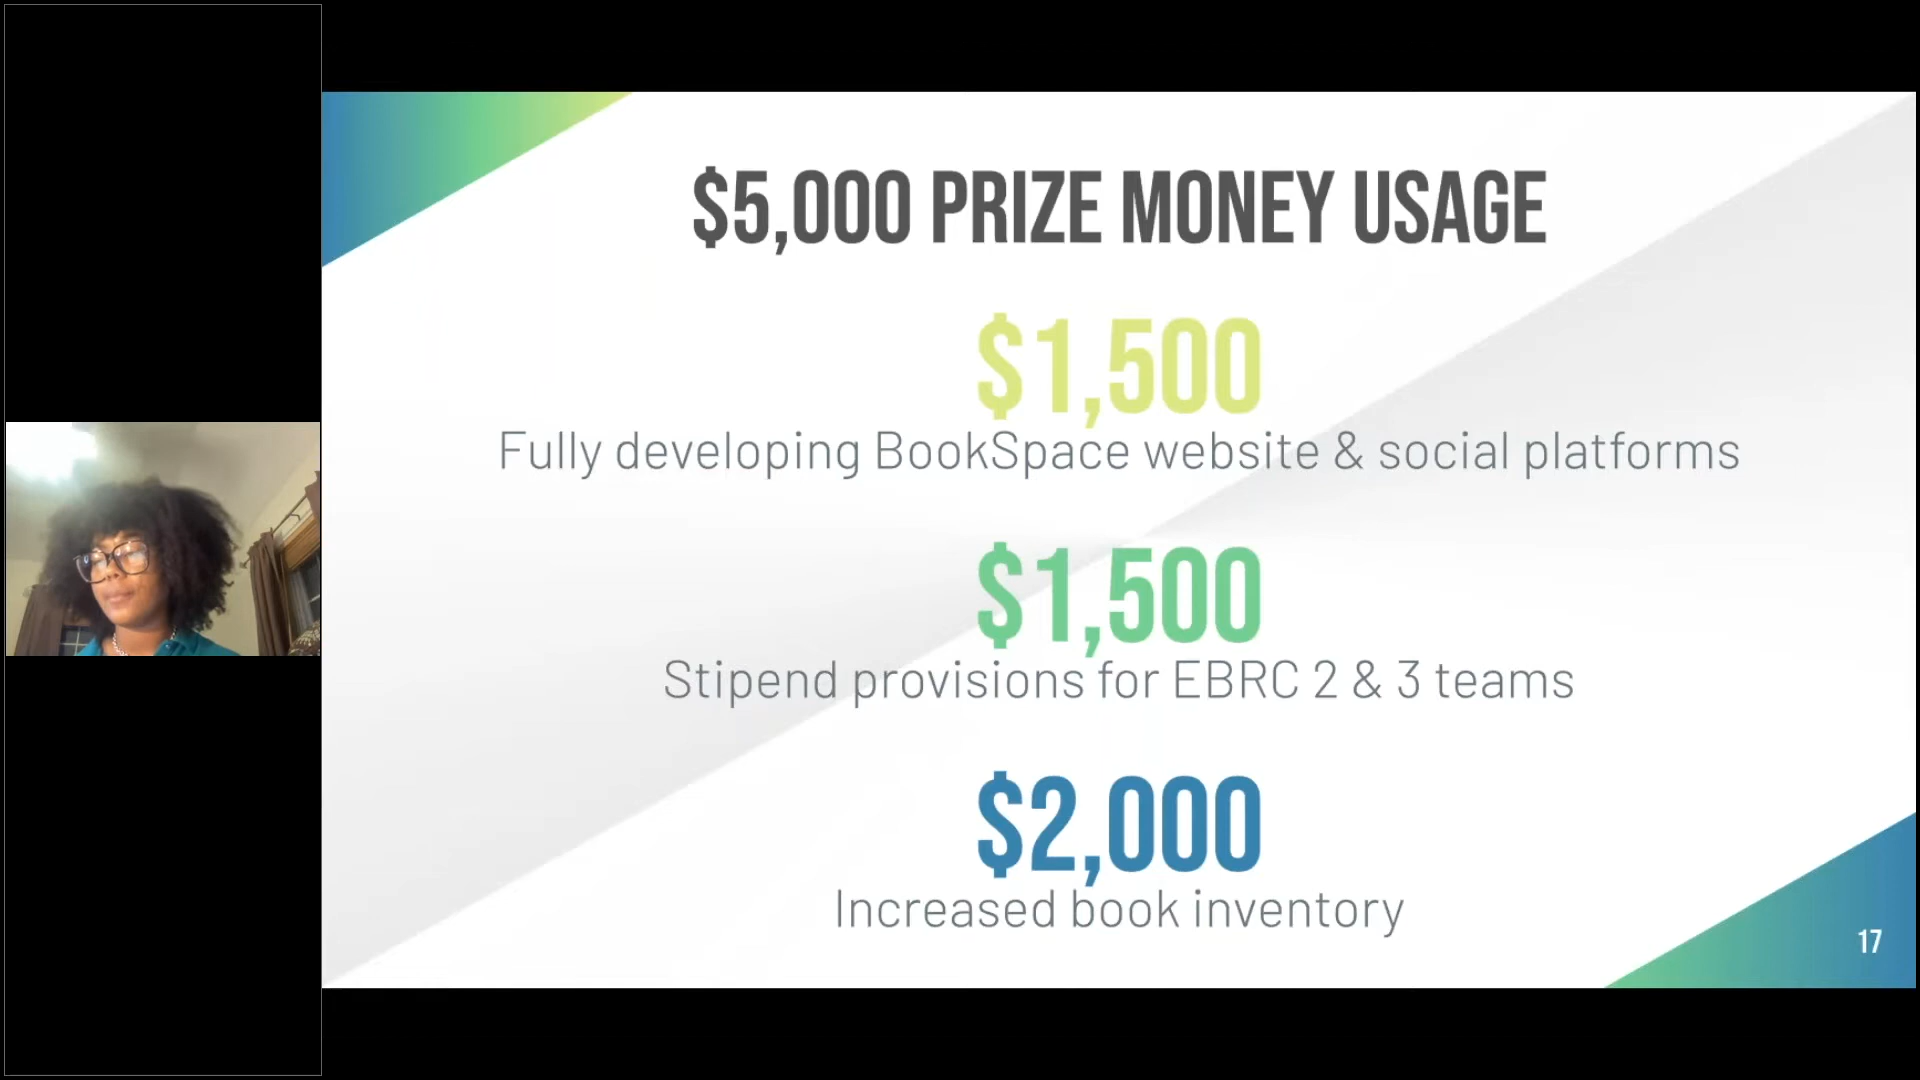 $5,000 PRIZE MONEY USAGE
$1,500
Fully developing BookSpace website & social platforms
$1,500
Stipend provisions for EBRC 2 & 3 teams
$2,000
Increased book inventory
17